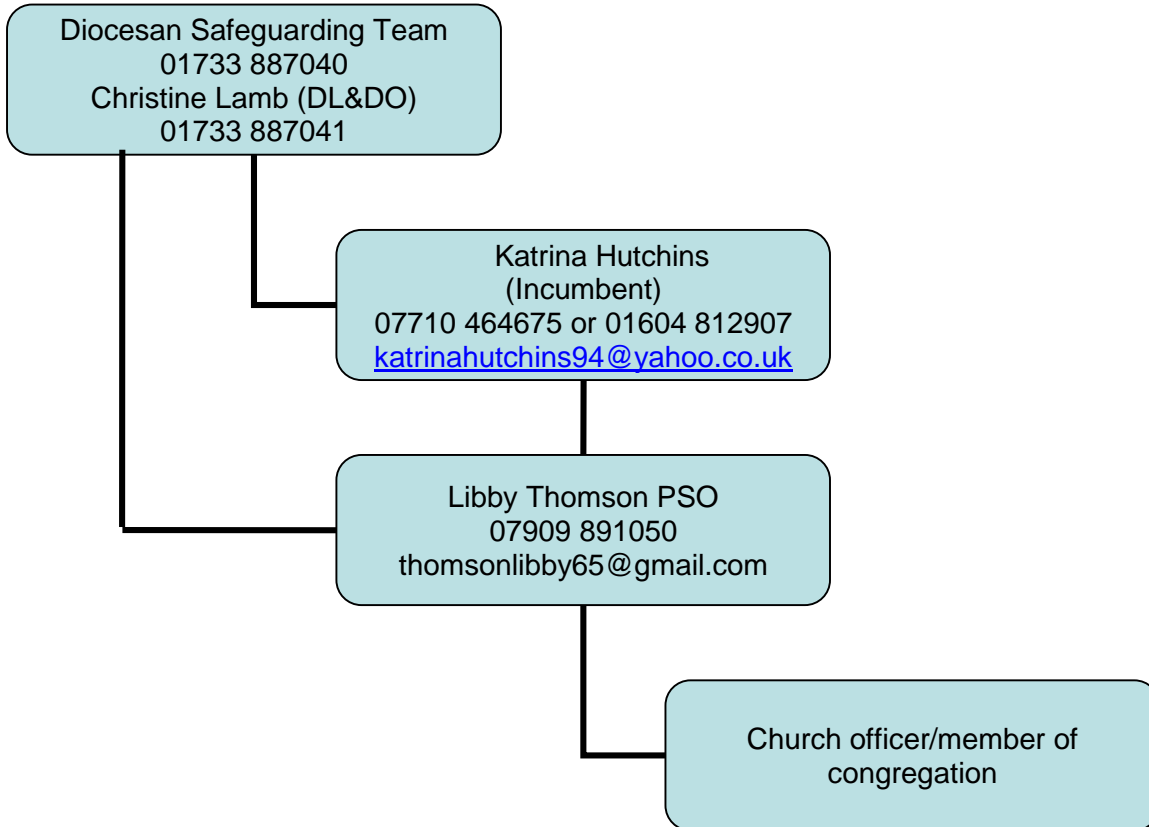 Diocesan Safeguarding Team
01733 887040
Christine Lamb (DL&DO)
01733 887041
Katrina Hutchins
(Incumbent)
07710 464675 or 01604 812907
katrinahutchins94@yahoo.co.uk
Libby Thomson PSO
07909 891050
thomsonlibby65@gmail.com
Church officer/member of
congregation